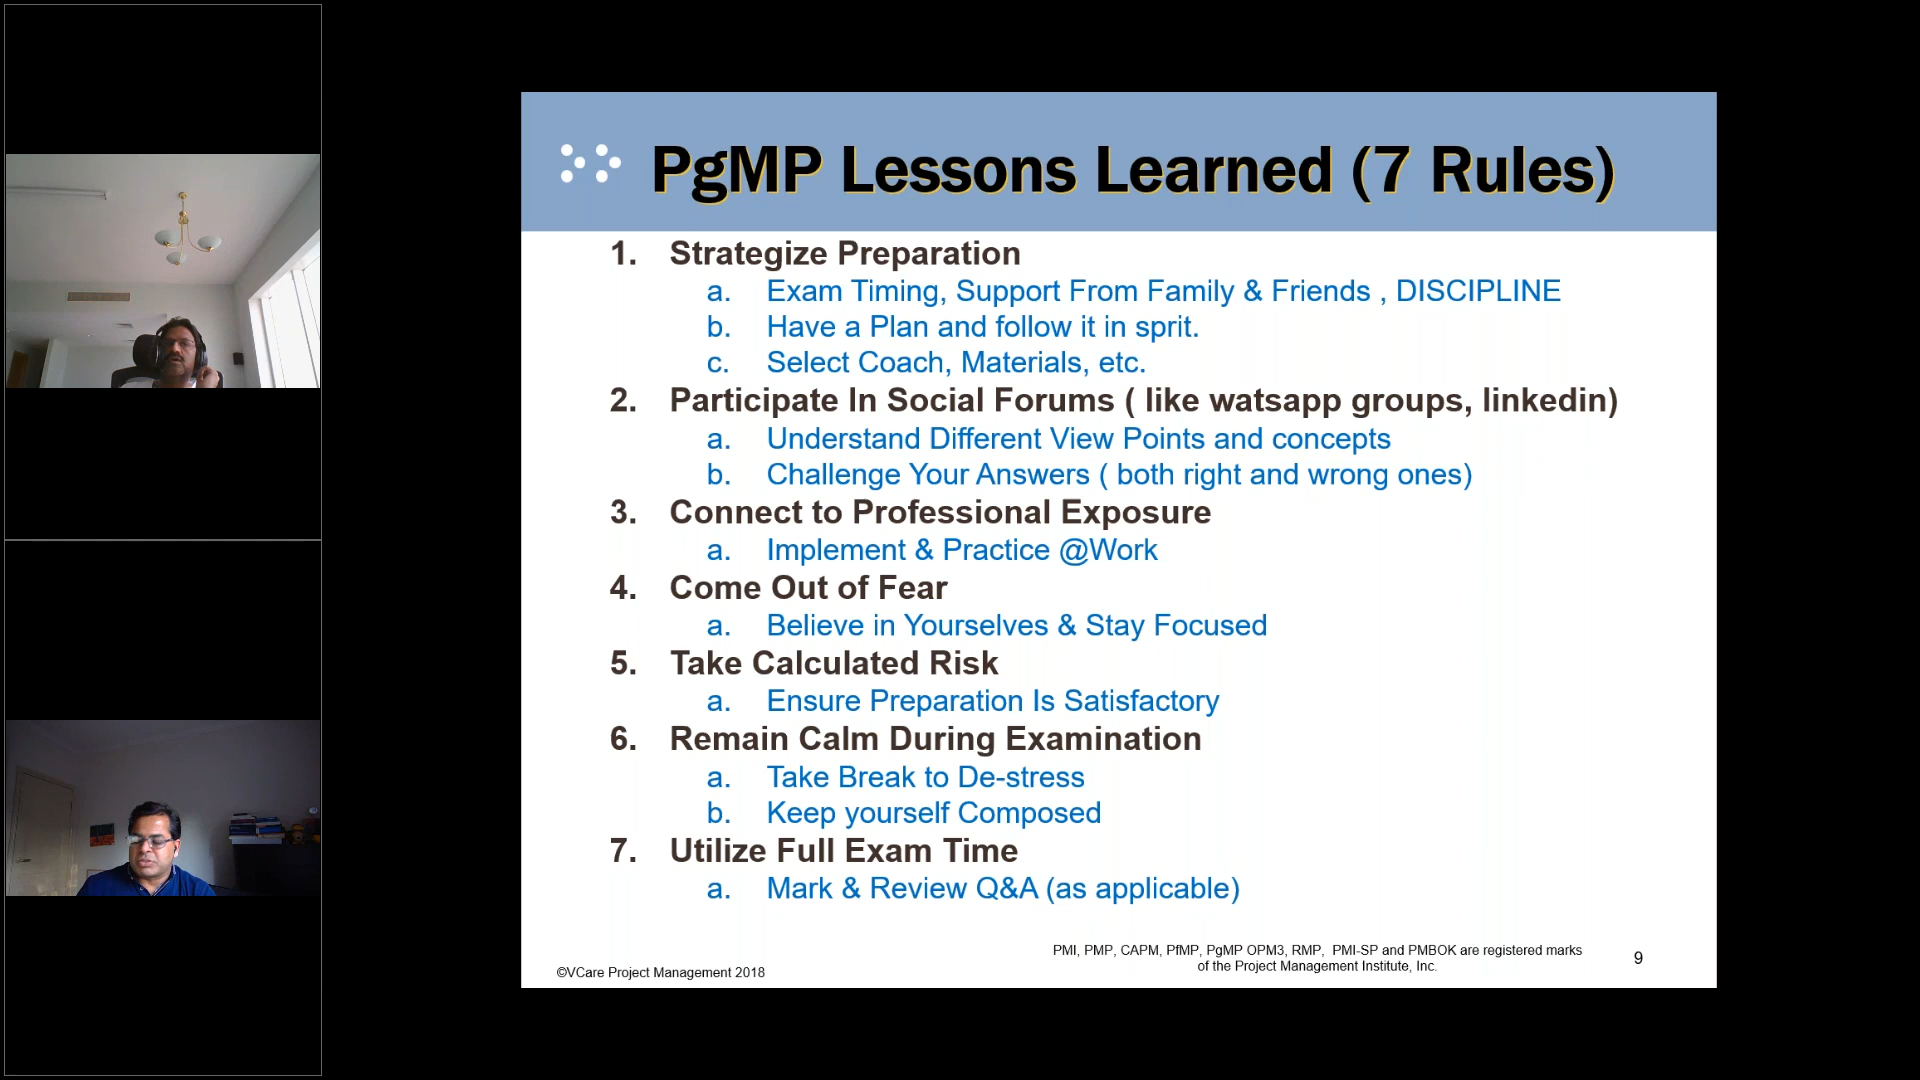 PgMP Lessons Learned (7 Rules)
1. Strategize Preparation
a. Exam Timing, Support From Family & Friends , DISCIPLINE
b. Have a Plan and follow it in sprit.
c. Select Coach, Materials, etc.
2. Participate In Social Forums ( like watsapp groups, linkedin)
a. Understand Different View Points and concepts
b. Challenge Your Answers ( both right and wrong ones)
3. Connect to Professional Exposure
a. Implement & Practice @Work
4. Come Out of Fear
a. Believe in Yourselves & Stay Focused
5. Take Calculated Risk
a. Ensure Preparation Is Satisfactory
6. Remain Calm During Examination
a. Take Break to De-stress
b. Keep yourself Composed
7. Utilize Full Exam Time
a. Mark & Review Q&A (as applicable)
©VCare Project Management 2018
PMI, PMP, CAPM, PfMP, PgMP OPM3, RMP, PMI-SP and PMBOK are registered marks
of the Project Management Institute, Inc.
9